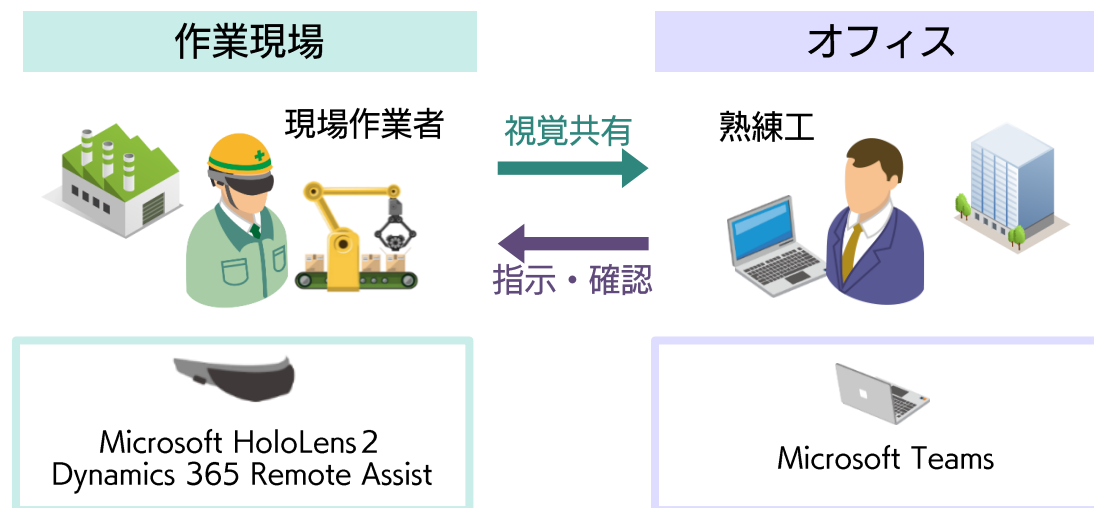 作業現場
オフィス
現場作業者
視覚共有
熟練工
指示・確認
Microsoft HoloLens 2
Dynamics 365 Remote Assist
Microsoft Teams